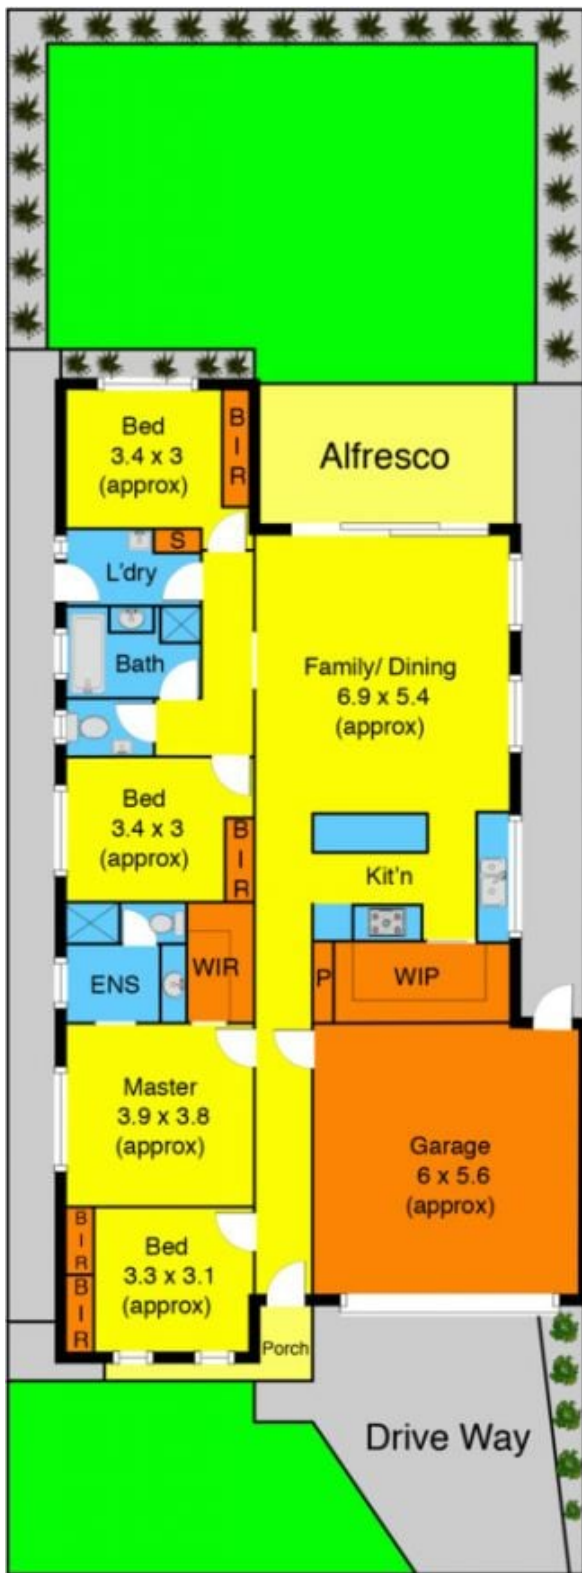 Bed
3.4 x 3
(approx)
B
I
R
Alfresco
S
L'dry
Bath
Family/ Dining
6.9 x 5.4
(approx)
Bed
3.4 x 3
(approx)
B
I
R
Kit'n
ENS
WIR
P
WIP
Master
3.9 x 3.8
(approx)
Garage
6 x 5.6
(approx)
B
I
R
B
I
R
Bed
3.3 x 3.1
(approx)
Porch
Drive Way